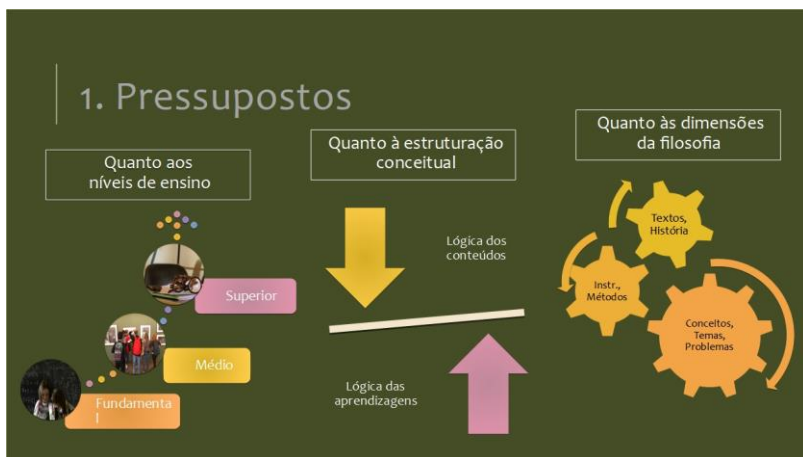 1. Pressupostos
Quanto aos
níveis de ensino
Superior
Médio
Fundamenta
l
Quanto à estruturação
conceitual
Lógica dos
conteúdos
Lógica das
aprendizagens
Quanto às dimensões
da filosofia
Textos,
História
Instr.,
Métodos
Conceitos,
Temas,
Problemas